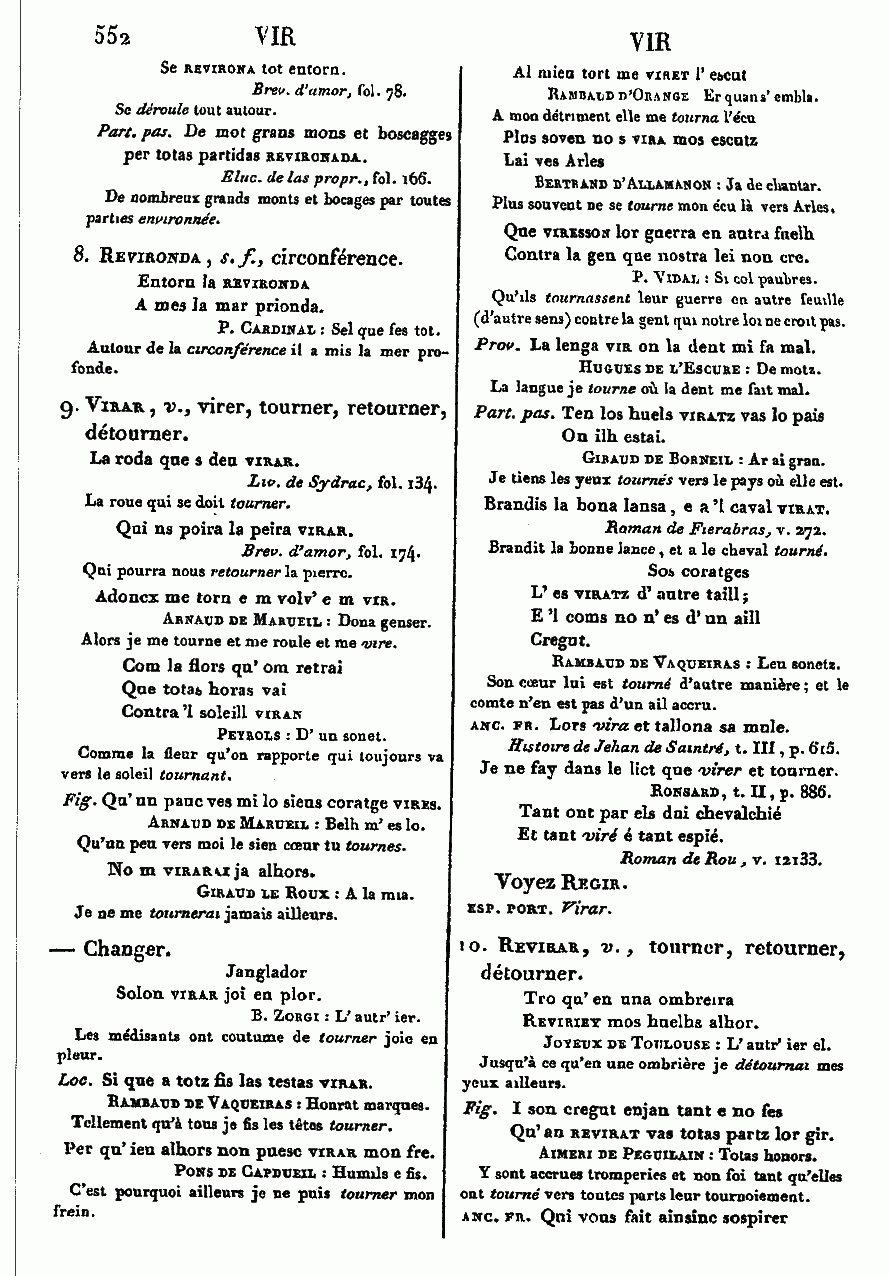 552 VIR
Se REVIRONA tot entorn.
Brev. d'amor, fol. 78.
Se déroule tout autour.
Part. pas. De mot grans mons et boscagges
per totas partidas REVIRONADA.
Eluc. de las propr., fol. 166.
De nombreux grands monts et bocages par toutes
parties environnée.
8. REVIRONDA, s. f., circonférence.
Entorn la REVIRONDA
A mes la mar prionda.
P. CARDINAL : Sel que fes tot.
Autour de la circonférence il a mis la mer pro-
fonde.
9. VIRAR, v., virer, tourner, retourner,
détourner.
La roda que s deu VIRAR.
Liv. de Sydrac, fol. 134.
La roue qui se doit tourner.
Qui ns poira la peira VIRAR.
Brev. d'amor, fol. 174.
Qui pourra nous retourner la pierre.
Adoncx me torn e m volv' e m VIR.
ARNAUD DE MARUEIL : Dona genser.
Alors je me tourne et me roule et me vire.
Com la flors qu' om retrai
Que totas horas vai
Contra 'l soleill VIRAN
PEYROLS : D' un sonet.
Comme la fleur qu'on rapporte qui toujours va
vers le soleil tournant.
Fig. Qu' un pauc ves mi lo siens coratge VIRES.
ARNAUD DE MARUEIL : Belh m' es lo.
Qu'un peu vers moi le sien cœur tu tournes.
No m VIRARAI ja alhors.
GIRAUD LE ROUX : A la mia.
Je ne me tournerai jamais ailleurs.
— Changer.
Janglador
Solon VIRAR joi en plor.
B. ZORGI : L' autr' ier.
Les médisants ont coutume de tourner joie en
pleur.
Loc. Si que a totz fis las testas VIRAR.
RAMBAUD DE VAQUEIRAS : Honrat marques.
Tellement qu'à tous je fis les têtes tourner.
Per qu' ieu alhors non puesc VIRAR mon fre.
PONS DE CAPDUEIL : Humils e fis.
C'est pourquoi ailleurs je ne puis tourner mon
frein.
VIR
Al mieu tort me VIRET l' escut
RAMBAUD D'ORANGE Er quan s' embla.
A mon détriment elle me tourna l'écu
Plus soven no s VIRA mos escutz
Lai ves Arles
BERTRAND D'ALLAMANON : Ja de chantar.
Plus souvent ne se tourne mon écu là vers Arles.
Que VIRESSON lor guerra en autra fuelh
Contra la gen que nostra lei non cre.
P. VIDAL : Si col paubres.
Qu'ils tournassent leur guerre en autre feuille
(d'autre sens) contre la gent qui notre loi ne croit pas.
Prov. La lenga VIR on la dent mi fa mal.
HUGUES DE L'ESCURE : De motz.
La langue je tourne où la dent me fait mal.
Part. pas. Ten los huels VIRATZ vas lo pais
On ilh estai.
GIRAUD DE BORNEIL : Ar ai gran.
Je tiens les yeux tournés vers le pays où elle est.
Brandis la bona lansa, e a 'l caval VIRAT.
Roman de Fierabras, v. 272.
Brandit la bonne lance, et a le cheval tourné.
Sos coratges
L' es VIRATZ d' autre taill;
E 'l coms no n' es d' un aill
Cregut.
RAMBAUD DE VAQUEIRAS : Leu sonetz.
Son cœur lui est tourné d'autre manière; et le
comte n'en est pas d'un ail accru.
ANC. FR. Lors vira et tallona sa mule.
Histoire de Jehan de Saintré, t. III, p. 615.
Je ne fay dans le lict que virer et tourner.
RONSARD, t. II, p. 886.
Tant ont par els dui chevalchié
Et tant viré é tant espié.
Roman de Rou, v. 12133.
Voyez REGIR.
ESP. PORT. Virar.
10. REVIRAR, v., tourner, retourner,
détourner.
Tro qu' en una ombreira
REVIRIEY mos huelhs alhor.
JOYEUX DE TOULOUSE : L' autr' ier el.
Jusqu'à ce qu'en une ombrière je détournai mes
yeux ailleurs.
Fig. I son cregut enjan tant e no fes
Qu' an REVIRAT vas totas partz lor gir.
AIMERI DE PEGUILAIN : Totas honors.
Y sont accrues tromperies et non foi tant qu'elles
ont tourné vers toutes parts leur tournoiement.
ANC. FR. Qui vous fait ainsinc sospirer